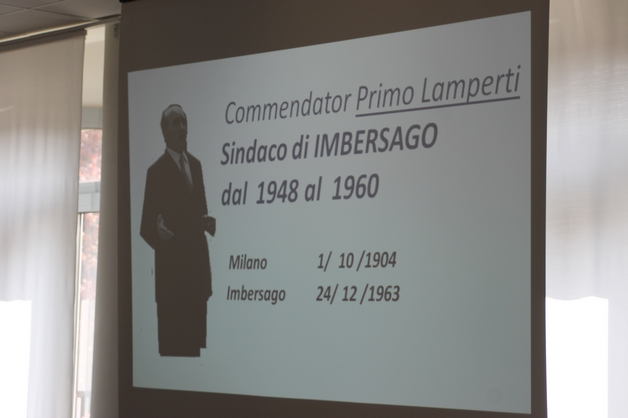 Commendator Primo Lamperti
Sindaco di IMBERSAGO
dal 1948 al 1960
Milano 1/ 10 /1904
Imbersago 24/ 12 /1963